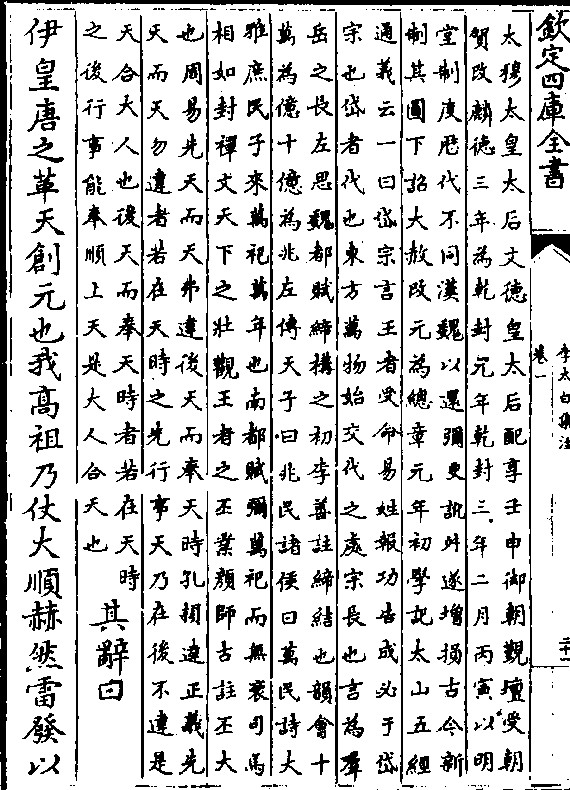 欽定四庫全書
李太白集注
卷一
二十一
太穆太皇太后文德皇太后配享壬申御朝覲壇受朝
賀改麟徳三年為乾封元年乾封三年二月丙寅以明
堂制度厯代不同漢魏以還彌更訛舛遂增損古今新
制其圖下詔大赦改元為總章元年初學記太山五經
通義云一曰岱宗言王者受命易姓報功告成必于岱
宗也岱者代也東方萬物始交代之處宗長也言為羣
岳之長左思魏都賦締構之初李善註締結也韻會十
萬為億十億為兆左傳天子曰兆民諸侯曰萬民詩大
雅庶民子來萬祀萬年也南都賦彌萬祀而無衰司馬
相如封禪文天下之壯觀王者之丕業顔師古註丕大
也周易先天而天弗違後天而奉天時孔頴達正義先
天而天勿違者若在天時之先行事天乃在後不違是
天合大人也後天而奉天時者若在天時
之後行事能奉順上天是大人合天也
其辭曰
伊皇唐之革天創元也我高祖乃仗大順赫然雷發以